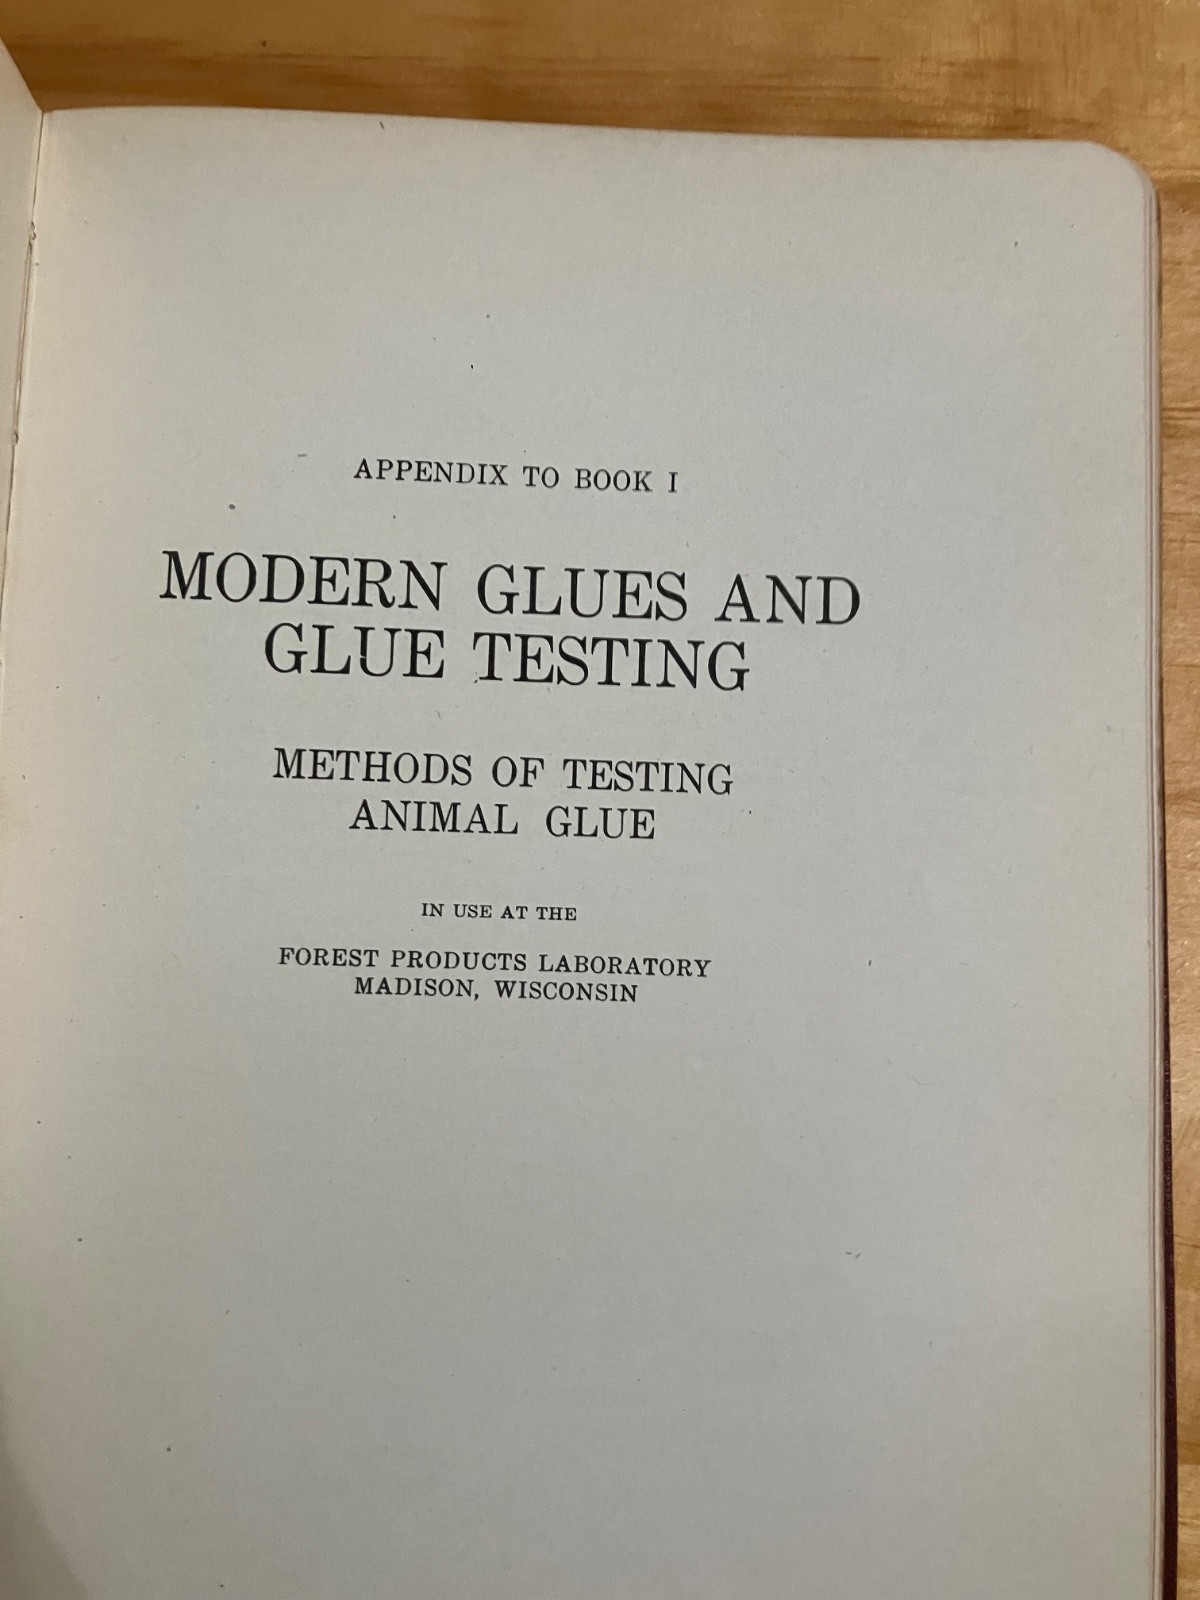 APPENDIX TO BOOK I
MODERN GLUES AND
GLUE TESTING
METHODS OF TESTING
ANIMAL GLUE
IN USE AT THE
FOREST PRODUCTS LABORATORY
MADISON, WISCONSIN